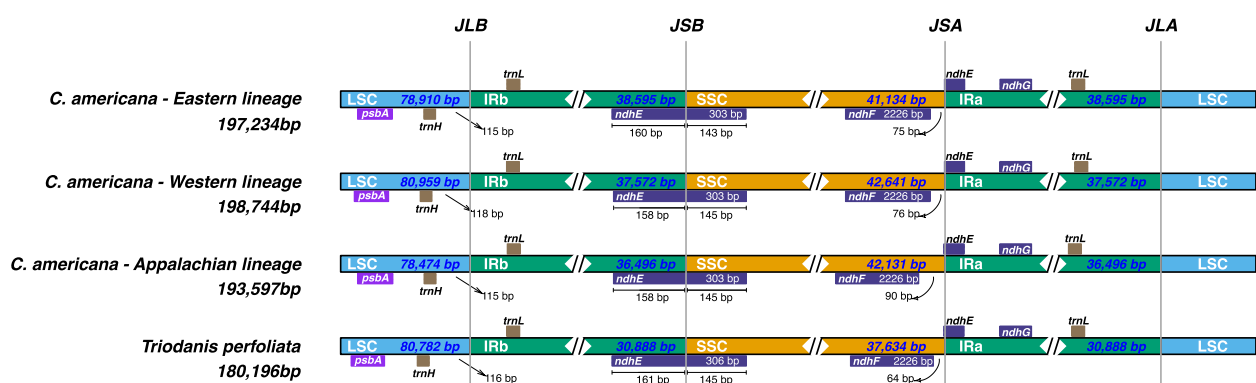 JLB JSB JSA JLA
trnL ndhE ndhG trnL
C. americana - Eastern lineage LSC 78,910 bp IRb 38,595 bp SSC 41,134 bp IRa 38,595 bp LSC
197,234bp psbA trnH 115 bp ndhE 303 bp ndhF 2226 bp
160 bp 143 bp 75 bp
trnL ndhE ndhG trnL
C. americana - Western lineage LSC 80,959 bp IRb 37,572 bp SSC 42,641 bp IRa 37,572 bp LSC
198,744bp psbA trnH 118 bp ndhE 303 bp ndhF 2226 bp
158 bp 145 bp 76 bp
trnL ndhE ndhG trnL
C. americana - Appalachian lineage LSC 78,474 bp IRb 36,496 bp SSC 42,131 bp IRa 36,496 bp LSC
193,597bp psbA trnH 115 bp ndhE 303 bp ndhF 2226 bp
158 bp 145 bp 90 bp
trnL ndhE ndhG trnL
Triodanis perfoliata LSC 80,782 bp IRb 30,888 bp SSC 37,634 bp IRa 30,888 bp LSC
180,196bp psbA trnH 116 bp ndhE 306 bp ndhF 2226 bp
161 bp 145 bp 64 bp